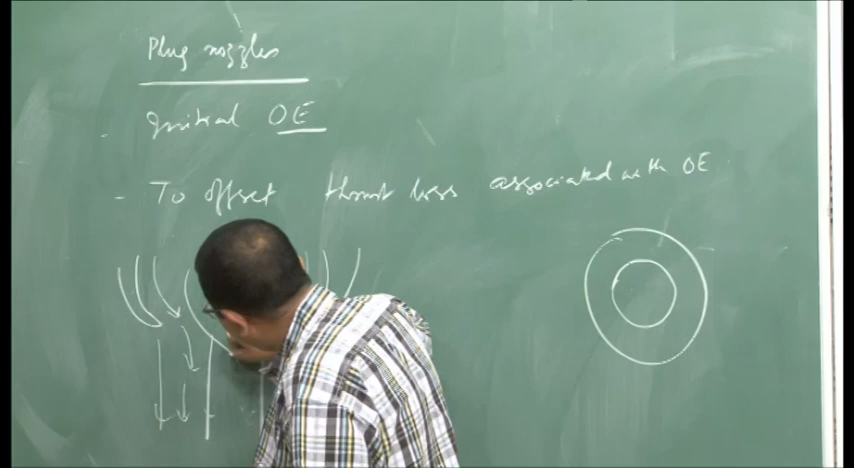 Plug nozzles
Initial OE
- To offset thrust loss associated with OE